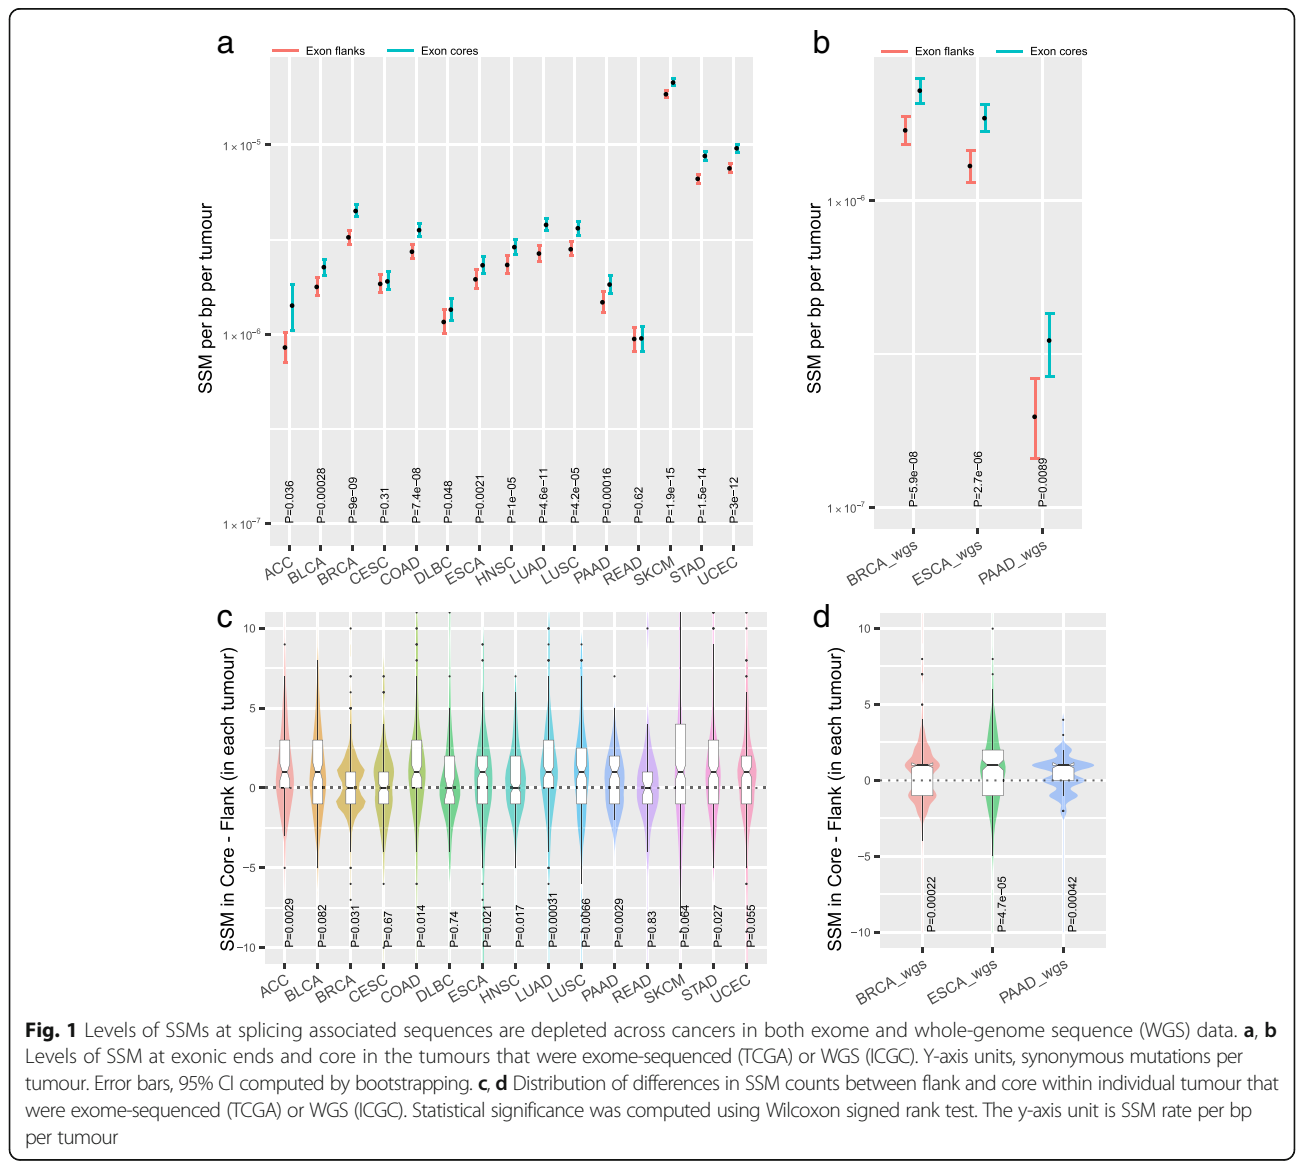 a
Exon flanks
Exon cores
SSM per bp per tumour
1 × 10⁻⁵
1 × 10⁻⁶
1 × 10⁻⁷
P=0.036
P=0.00028
P=9e−09
P=0.31
P=7.4e−08
P=0.048
P=0.0021
P=1e−05
P=4.6e−11
P=4.2e−05
P=0.00016
P=0.62
P=1.9e−15
P=1.5e−14
P=3e−12
ACC
BLCA
BRCA
CESC
COAD
DLBC
ESCA
HNSC
LUAD
LUSC
PAAD
READ
SKCM
STAD
UCEC
b
Exon flanks
Exon cores
SSM per bp per tumour
1 × 10⁻⁶
1 × 10⁻⁷
P=5.9e−08
P=2.7e−06
P=0.0089
BRCA_wgs
ESCA_wgs
PAAD_wgs
c
SSM in Core - Flank (in each tumour)
10
5
0
−5
−10
P=0.0029
P=0.082
P=0.031
P=0.67
P=0.014
P=0.74
P=0.021
P=0.017
P=0.00031
P=0.0066
P=0.0029
P=0.83
P=0.064
P=0.027
P=0.055
ACC
BLCA
BRCA
CESC
COAD
DLBC
ESCA
HNSC
LUAD
LUSC
PAAD
READ
SKCM
STAD
UCEC
d
SSM in Core - Flank (in each tumour)
10
5
0
−5
−10
P=0.00022
P=4.7e−05
P=0.00042
BRCA_wgs
ESCA_wgs
PAAD_wgs
Fig. 1 Levels of SSMs at splicing associated sequences are depleted across cancers in both exome and whole-genome sequence (WGS) data. a, b
Levels of SSM at exonic ends and core in the tumours that were exome-sequenced (TCGA) or WGS (ICGC). Y-axis units, synonymous mutations per
tumour. Error bars, 95% CI computed by bootstrapping. c, d Distribution of differences in SSM counts between flank and core within individual tumour that
were exome-sequenced (TCGA) or WGS (ICGC). Statistical significance was computed using Wilcoxon signed rank test. The y-axis unit is SSM rate per bp
per tumour